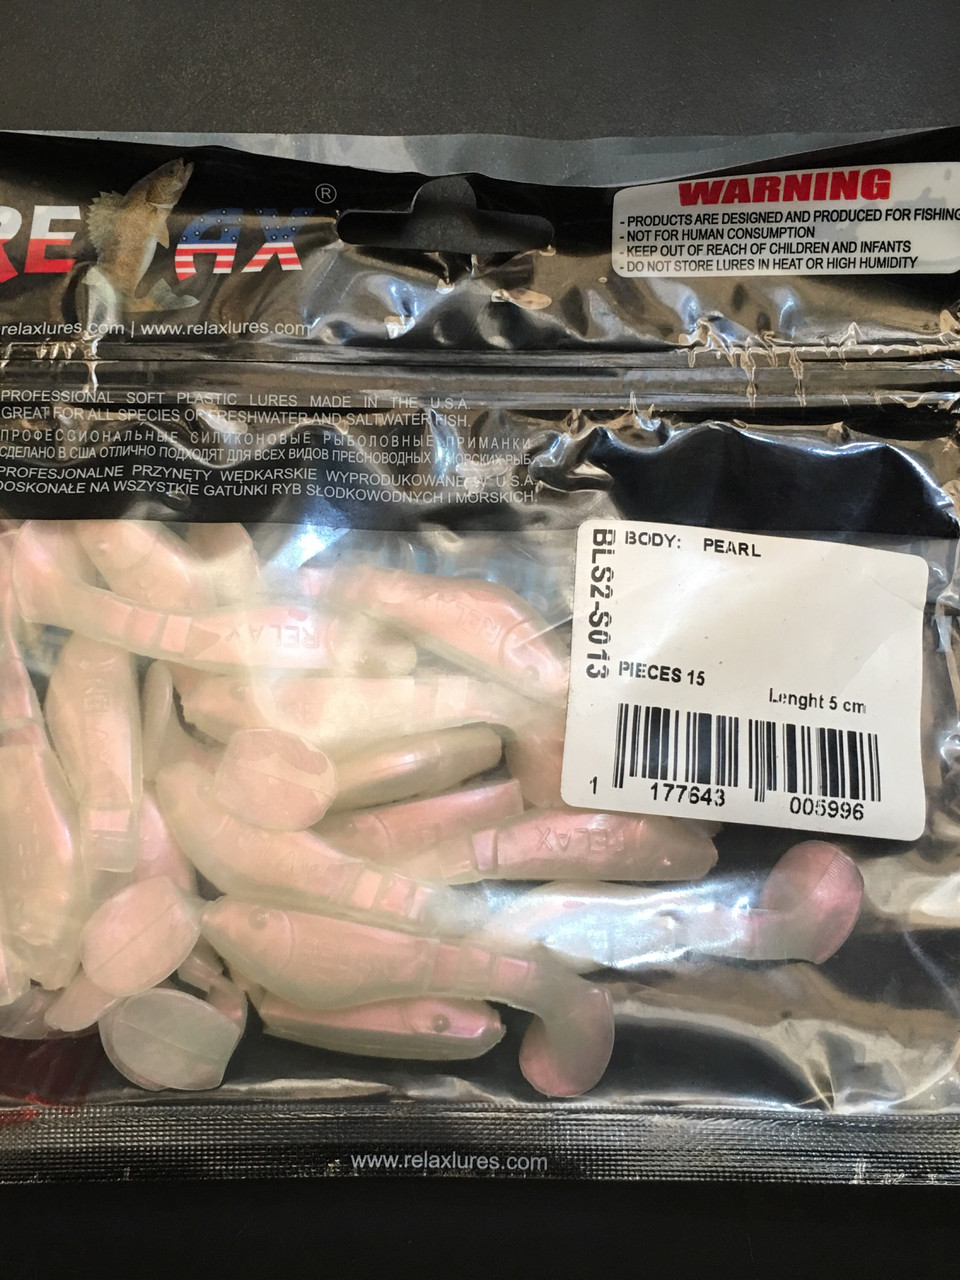 RELAX®
relaxlures.com | www.relaxlures.com
WARNING
- PRODUCTS ARE DESIGNED AND PRODUCED FOR FISHING
- NOT FOR HUMAN CONSUMPTION
- KEEP OUT OF REACH OF CHILDREN AND INFANTS
- DO NOT STORE LURES IN HEAT OR HIGH HUMIDITY
PROFESSIONAL SOFT PLASTIC LURES MADE IN THE U.S.A.
GREAT FOR ALL SPECIES OF FRESHWATER AND SALTWATER FISH.
ПРОФЕССИОНАЛЬНЫЕ СИЛИКОНОВЫЕ РЫБОЛОВНЫЕ ПРИМАНКИ
СДЕЛАНО В США ОТЛИЧНО ПОДХОДЯТ ДЛЯ ВСЕХ ВИДОВ ПРЕСНОВОДНЫХ И МОРСКИХ РЫБ.
PROFESJONALNE PRZYNĘTY WĘDKARSKIE WYPRODUKOWANE W U.S.A.
DOSKONAŁE NA WSZYSTKIE GATUNKI RYB SŁODKOWODNYCH I MORSKICH.
BLS2-S013
BODY: PEARL
PIECES 15
Lenght 5 cm
1 177643 005996
RELAX
RELAX
RELAX
www.relaxlures.com